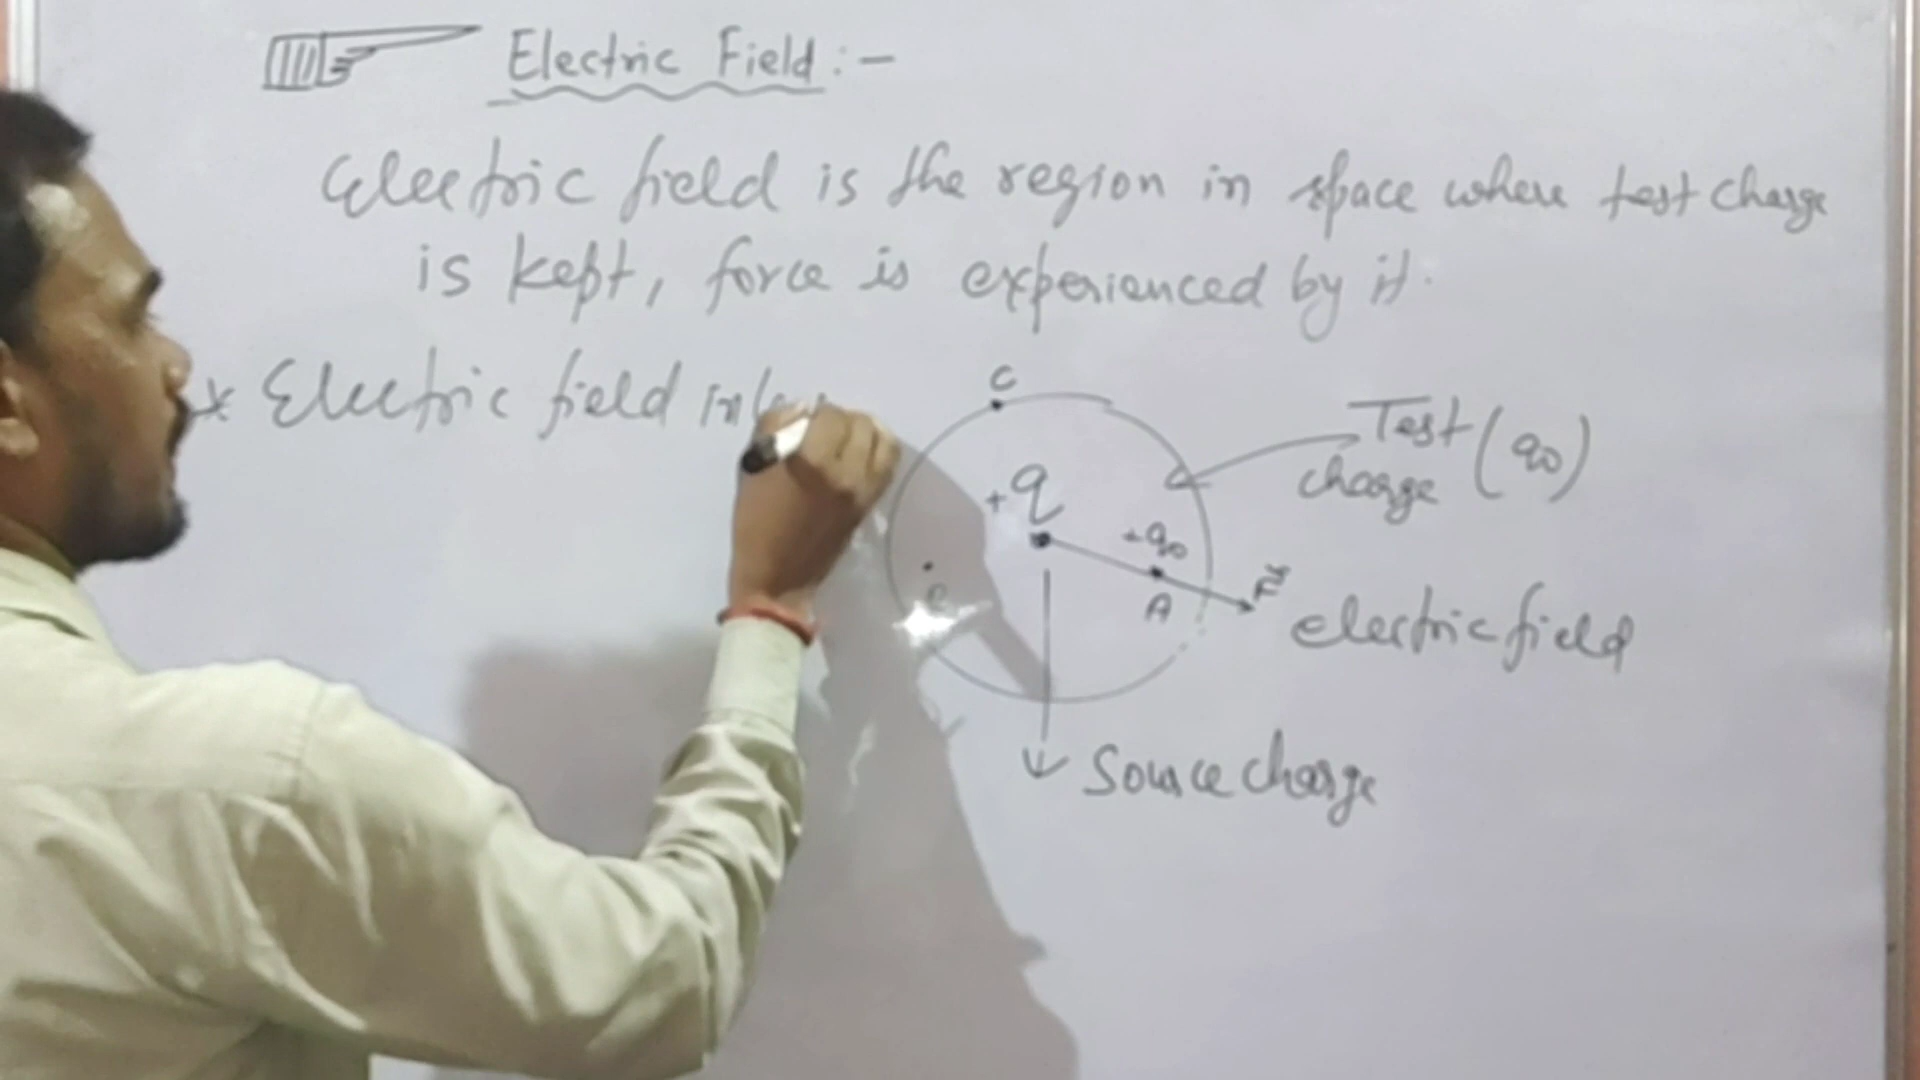 Electric Field :-
Electric field is the region in space where test charge
is kept, force is experienced by it.
* Electric field
C
Test
charge (q0)
+q
+q0
A
F
electric field
Source charge